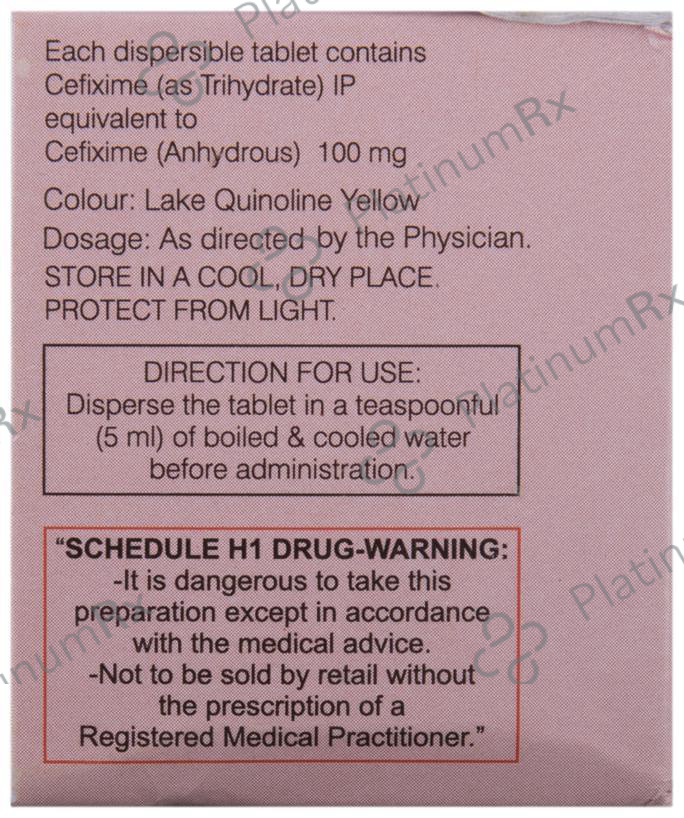 Each dispersible tablet contains
Cefixime (as Trihydrate) IP
equivalent to
Cefixime (Anhydrous) 100 mg
Colour: Lake Quinoline Yellow
Dosage: As directed by the Physician.
STORE IN A COOL, DRY PLACE.
PROTECT FROM LIGHT.
DIRECTION FOR USE:
Disperse the tablet in a teaspoonful
(5 ml) of boiled & cooled water
before administration.
"SCHEDULE H1 DRUG-WARNING:
-It is dangerous to take this
preparation except in accordance
with the medical advice.
-Not to be sold by retail without
the prescription of a
Registered Medical Practitioner."
PlatinumRx
PlatinumRx
PlatinumRx